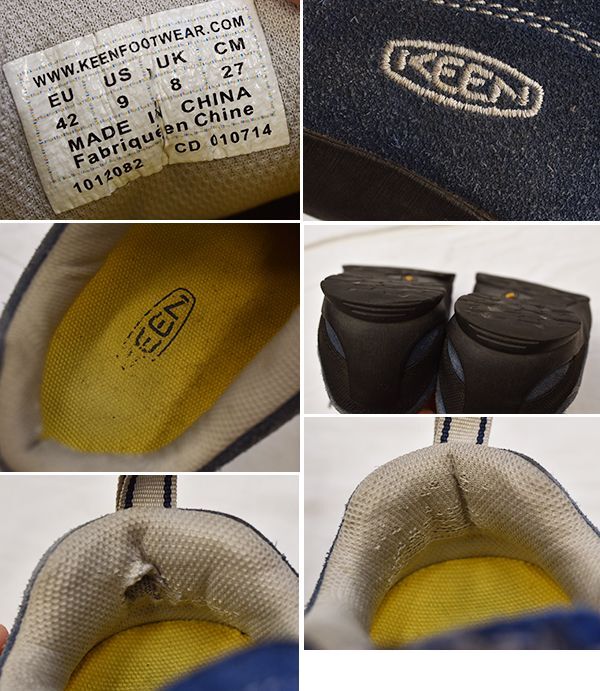 WWW.KEENFOOTWEAR.COM
EU US UK CM
42 9 8 27
MADE IN CHINA
Fabriqueen Chine
1012082 CD 010714
KEEN
KEEN